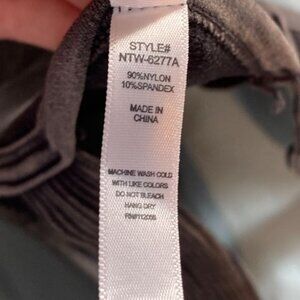 STYLE#
NTW-6277A
90%NYLON
10%SPANDEX
MADE IN
CHINA
MACHINE WASH COLD
WITH LIKE COLORS
DO NOT BLEACH
HANG DRY
RN#112058